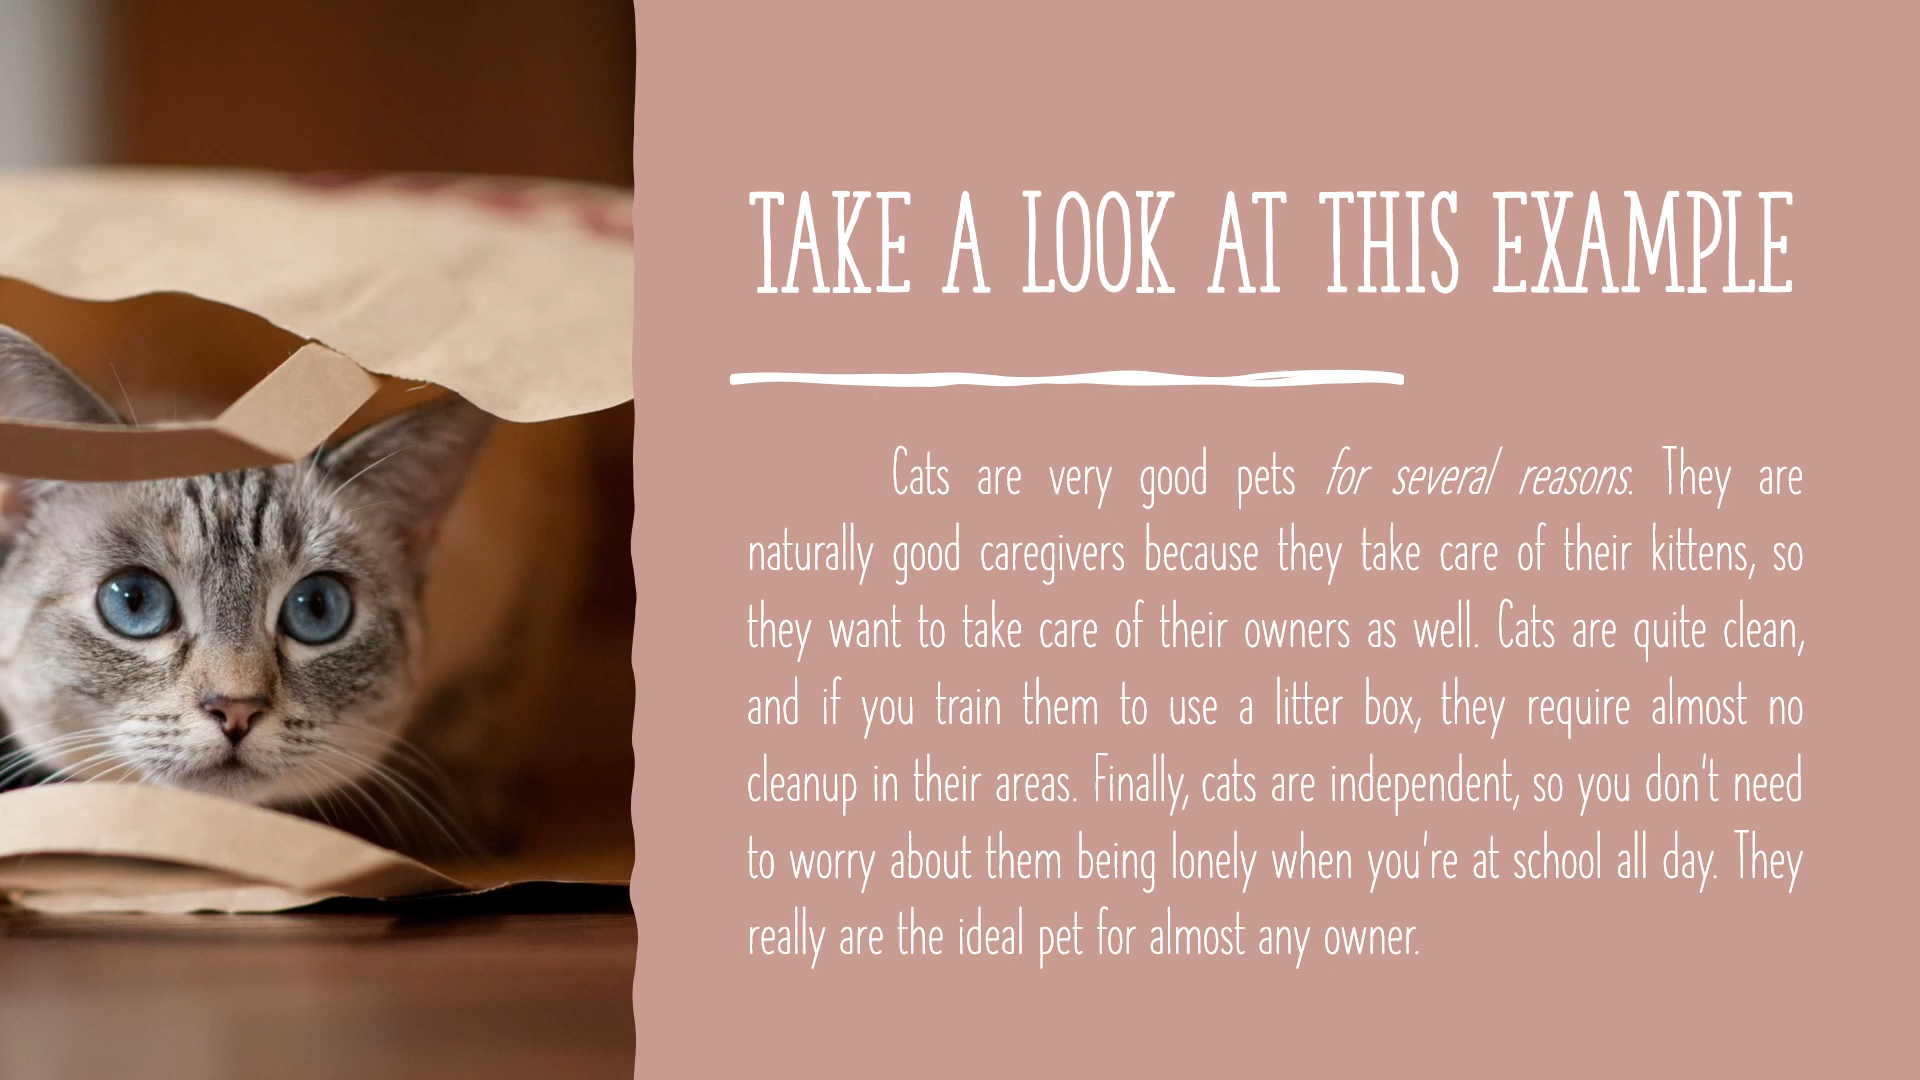 TAKE A LOOK AT THIS EXAMPLE
Cats are very good pets for several reasons. They are
naturally good caregivers because they take care of their kittens, so
they want to take care of their owners as well. Cats are quite clean,
and if you train them to use a litter box, they require almost no
cleanup in their areas. Finally, cats are independent, so you don't need
to worry about them being lonely when you're at school all day. They
really are the ideal pet for almost any owner.